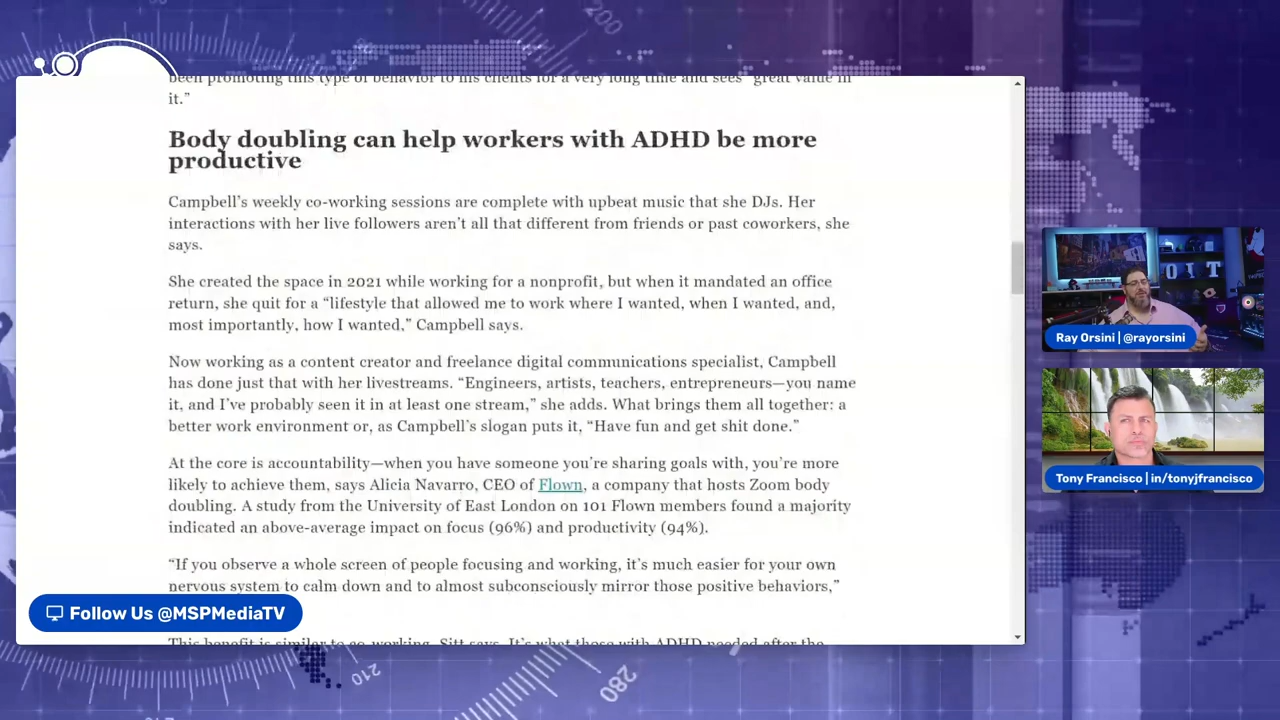 200
been promoting this type of behavior to his clients for a very long time and sees “great value in
it.”
Body doubling can help workers with ADHD be more
productive
Campbell’s weekly co-working sessions are complete with upbeat music that she DJs. Her
interactions with her live followers aren’t all that different from friends or past coworkers, she
says.
She created the space in 2021 while working for a nonprofit, but when it mandated an office
return, she quit for a “lifestyle that allowed me to work where I wanted, when I wanted, and,
most importantly, how I wanted,” Campbell says.
Now working as a content creator and freelance digital communications specialist, Campbell
has done just that with her livestreams. “Engineers, artists, teachers, entrepreneurs—you name
it, and I’ve probably seen it in at least one stream,” she adds. What brings them all together: a
better work environment or, as Campbell’s slogan puts it, “Have fun and get shit done.”
At the core is accountability—when you have someone you’re sharing goals with, you’re more
likely to achieve them, says Alicia Navarro, CEO of Flown, a company that hosts Zoom body
doubling. A study from the University of East London on 101 Flown members found a majority
indicated an above-average impact on focus (96%) and productivity (94%).
“If you observe a whole screen of people focusing and working, it’s much easier for your own
nervous system to calm down and to almost subconsciously mirror those positive behaviors,”
This benefit is similar to co-working, Sitt says. It’s what those with ADHD needed after the
Follow Us @MSPMediaTV
OIT
Ray Orsini | @rayorsini
Tony Francisco | in/tonyjfrancisco
210
280